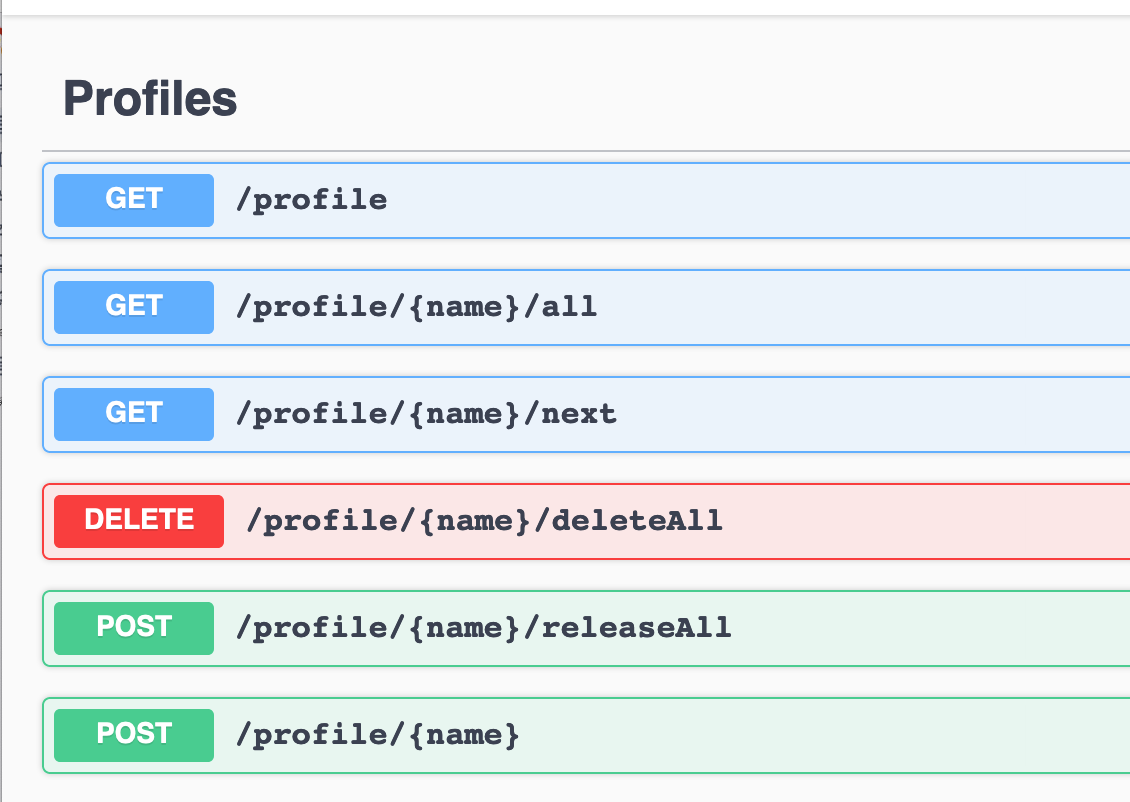 Profiles
GET /profile
GET /profile/{name}/all
GET /profile/{name}/next
DELETE /profile/{name}/deleteAll
POST /profile/{name}/releaseAll
POST /profile/{name}